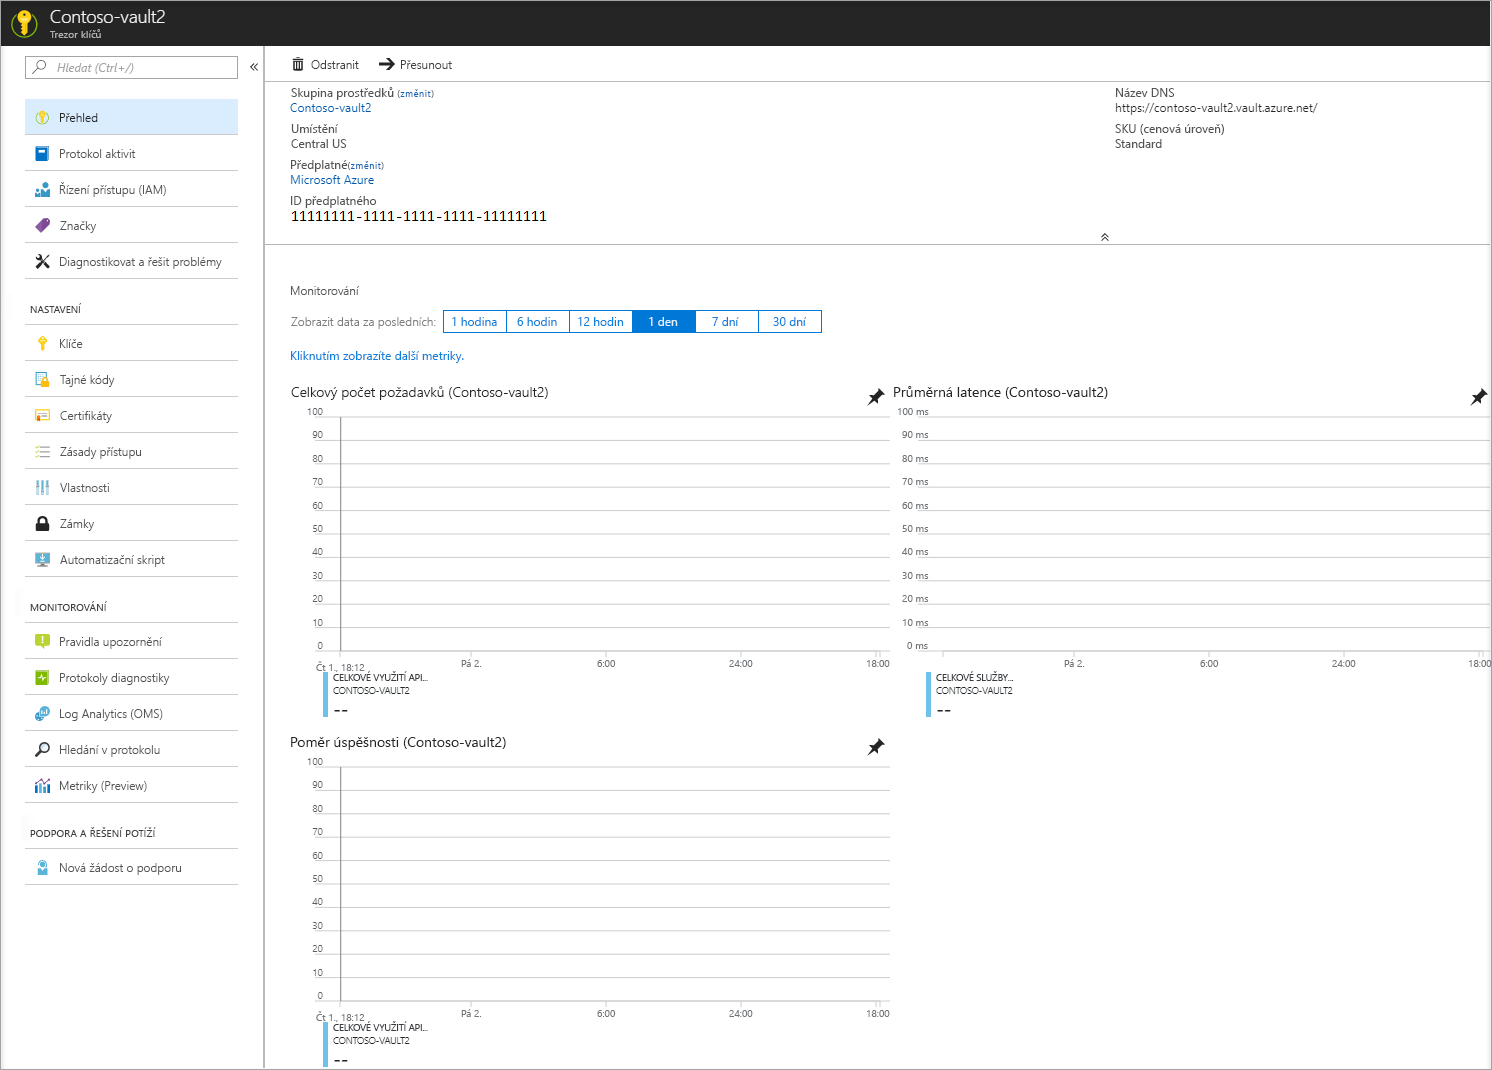 Contoso-vault2
Trezor klíčů
Hledat (Ctrl+/)
«
Přehled
Protokol aktivit
Řízení přístupu (IAM)
Značky
Diagnostikovat a řešit problémy
NASTAVENÍ
Klíče
Tajné kódy
Certifikáty
Zásady přístupu
Vlastnosti
Zámky
Automatizační skript
MONITOROVÁNÍ
Pravidla upozornění
Protokoly diagnostiky
Log Analytics (OMS)
Hledání v protokolu
Metriky (Preview)
PODPORA A ŘEŠENÍ POTÍŽÍ
Nová žádost o podporu
Odstranit Přesunout
Skupina prostředků (změnit)
Contoso-vault2
Umístění
Central US
Předplatné(změnit)
Microsoft Azure
ID předplatného
11111111-1111-1111-1111-11111111
Název DNS
https://contoso-vault2.vault.azure.net/
SKU (cenová úroveň)
Standard
Monitorování
Zobrazit data za posledních: 1 hodina 6 hodin 12 hodin 1 den 7 dní 30 dní
Kliknutím zobrazíte další metriky.
Celkový počet požadavků (Contoso-vault2)
100
90
80
70
60
50
40
30
20
10
0
Čt 1., 18:12 Pá 2. 6:00 24:00 18:00
CELKOVÉ VYUŽITÍ API...
CONTOSO-VAULT2
--
Průměrná latence (Contoso-vault2)
100 ms
90 ms
80 ms
70 ms
60 ms
50 ms
40 ms
30 ms
20 ms
10 ms
0 ms
Pá 2. 6:00 24:00 18:00
CELKOVÉ SLUŽBY...
CONTOSO-VAULT2
--
Poměr úspěšnosti (Contoso-vault2)
100
90
80
70
60
50
40
30
20
10
0
Čt 1., 18:12 Pá 2. 6:00 24:00 18:00
CELKOVÉ VYUŽITÍ API...
CONTOSO-VAULT2
--